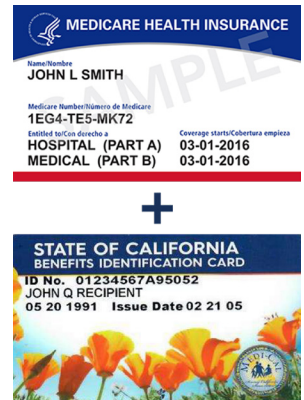 MEDICARE HEALTH INSURANCE
SAMPLE
Name/Nombre
JOHN L SMITH
Medicare Number/Número de Medicare
1EG4-TE5-MK72
Entitled to/Con derecho a Coverage starts/Cobertura empieza
HOSPITAL (PART A) 03-01-2016
MEDICAL (PART B) 03-01-2016
+
STATE OF CALIFORNIA
BENEFITS IDENTIFICATION CARD
ID No. 01234567A95052
JOHN Q RECIPIENT
05 20 1991 Issue Date 02 21 05
MEDI-CAL